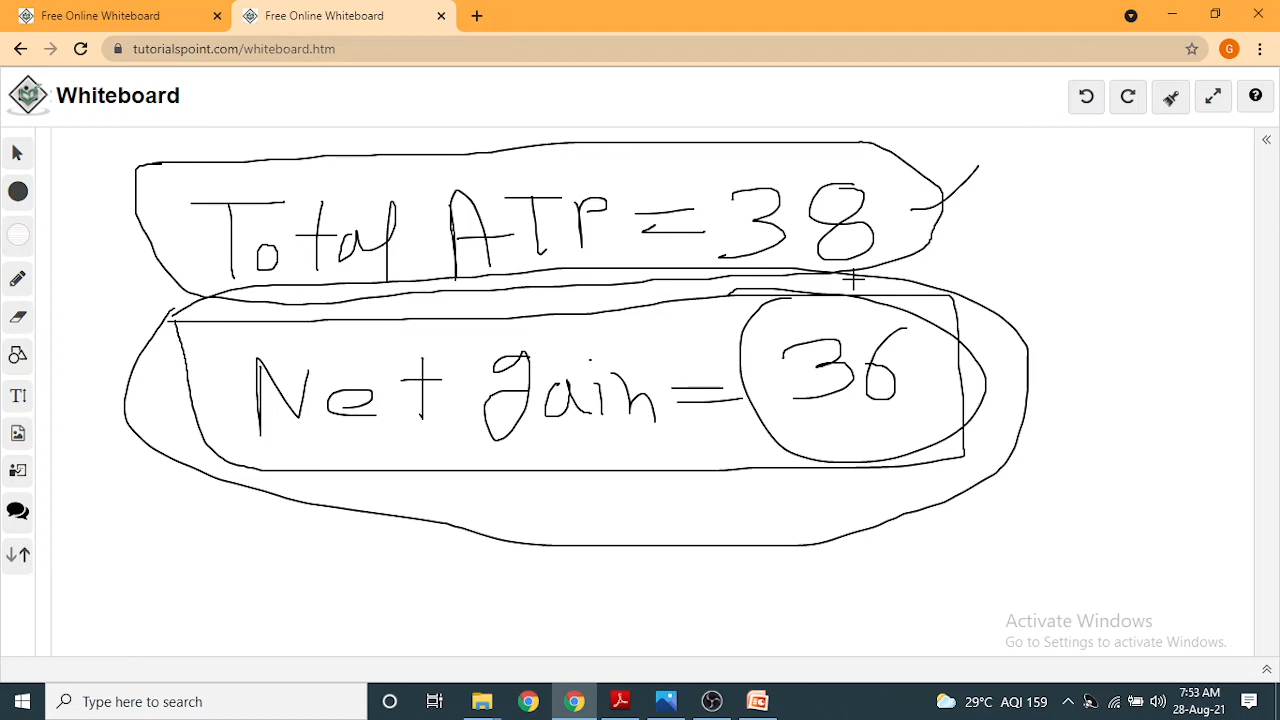 Free Online Whiteboard
Free Online Whiteboard
tutorialspoint.com/whiteboard.htm
G
Whiteboard
Total ATP = 38
Net gain = 36
Activate Windows
Go to Settings to activate Windows.
Type here to search
29°C AQI 159
7:53 AM
28-Aug-21